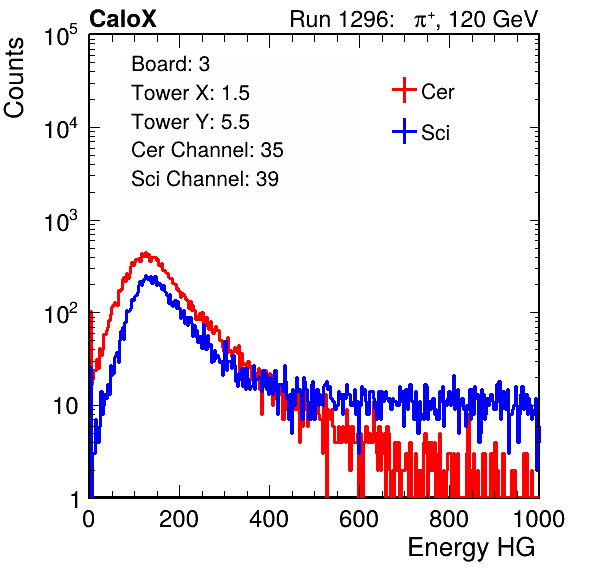 CaloX Run 1296: π⁺, 120 GeV
Counts
Board: 3
Tower X: 1.5
Tower Y: 5.5
Cer Channel: 35
Sci Channel: 39
Cer
Sci
10⁵
10⁴
10³
10²
10
1
0 200 400 600 800 1000
Energy HG